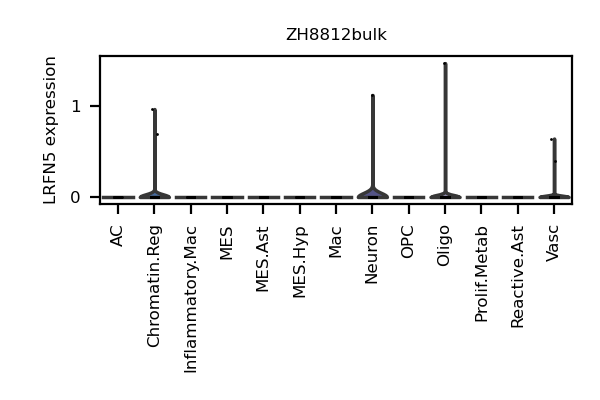 ZH8812bulk
LRFN5 expression
1
0
AC
Chromatin.Reg
Inflammatory.Mac
MES
MES.Ast
MES.Hyp
Mac
Neuron
OPC
Oligo
Prolif.Metab
Reactive.Ast
Vasc